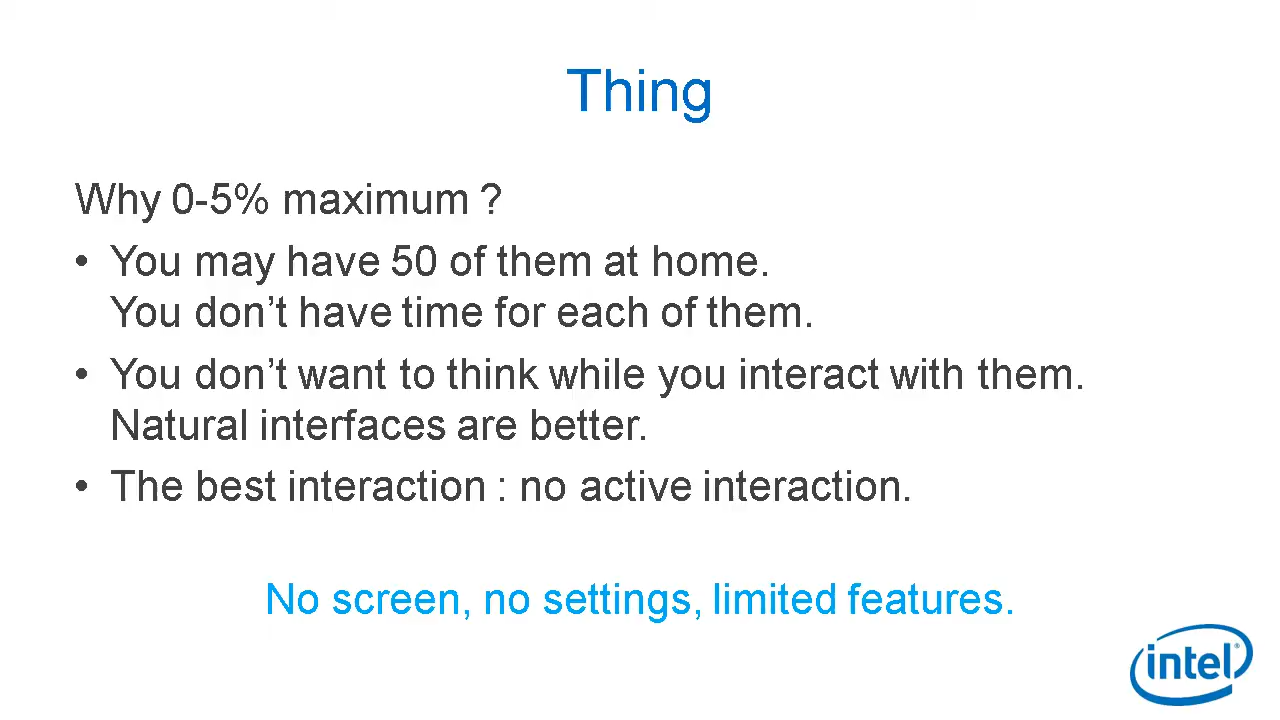 Thing
Why 0-5% maximum ?
• You may have 50 of them at home.
You don’t have time for each of them.
• You don’t want to think while you interact with them.
Natural interfaces are better.
• The best interaction : no active interaction.
No screen, no settings, limited features.
intel®